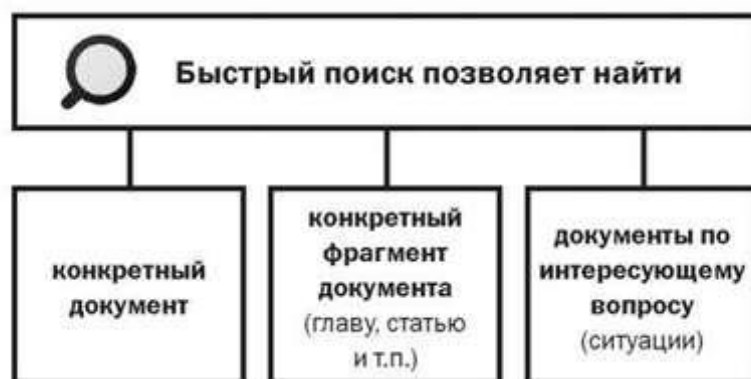 Быстрый поиск позволяет найти
конкретный
документ
конкретный
фрагмент
документа
(главу, статью
и т.п.)
документы по
интересующему
вопросу
(ситуации)